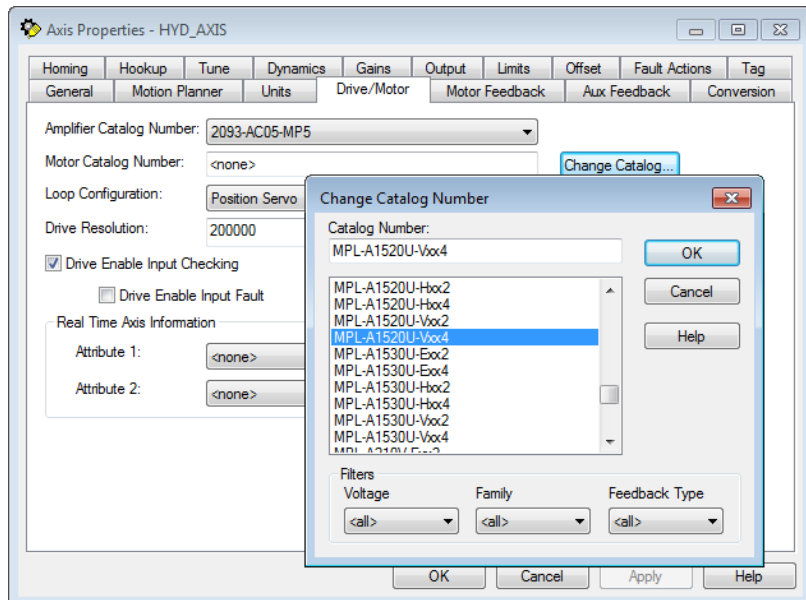 Axis Properties - HYD_AXIS
Homing Hookup Tune Dynamics Gains Output Limits Offset Fault Actions Tag
General Motion Planner Units Drive/Motor Motor Feedback Aux Feedback Conversion
Amplifier Catalog Number: 2093-AC05-MP5
Motor Catalog Number: <none> Change Catalog...
Loop Configuration: Position Servo
Drive Resolution: 200000
Drive Enable Input Checking
Drive Enable Input Fault
Real Time Axis Information
Attribute 1: <none>
Attribute 2: <none>
Change Catalog Number
Catalog Number:
MPL-A1520U-Vxx4 OK
MPL-A1520U-Hxx2 Cancel
MPL-A1520U-Hxx4
MPL-A1520U-Vxx2
MPL-A1520U-Vxx4 Help
MPL-A1530U-Exx2
MPL-A1530U-Exx4
MPL-A1530U-Hxx2
MPL-A1530U-Hxx4
MPL-A1530U-Vxx2
MPL-A1530U-Vxx4
Filters
Voltage Family Feedback Type
<all> <all> <all>
OK Cancel Apply Help